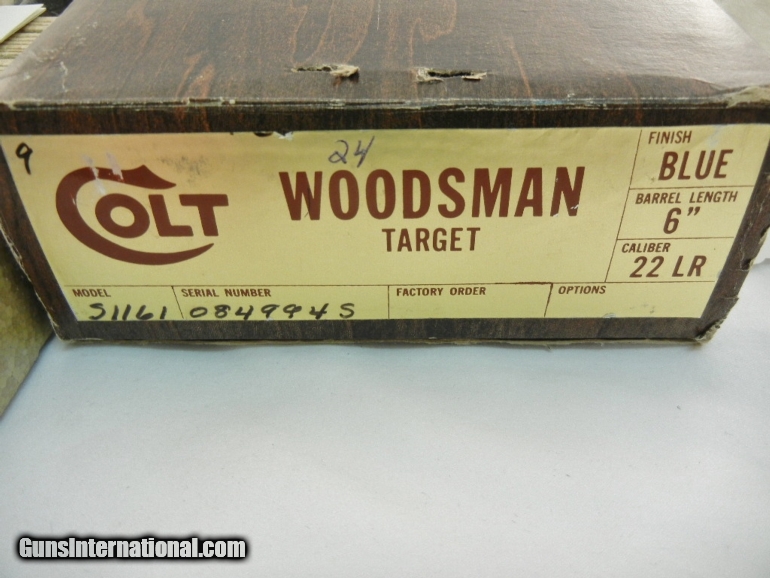 9
24
COLT
WOODSMAN
TARGET
FINISH
BLUE
BARREL LENGTH
6"
CALIBER
22 LR
MODEL SERIAL NUMBER FACTORY ORDER OPTIONS
S1161 084994S
GunsInternational.com®